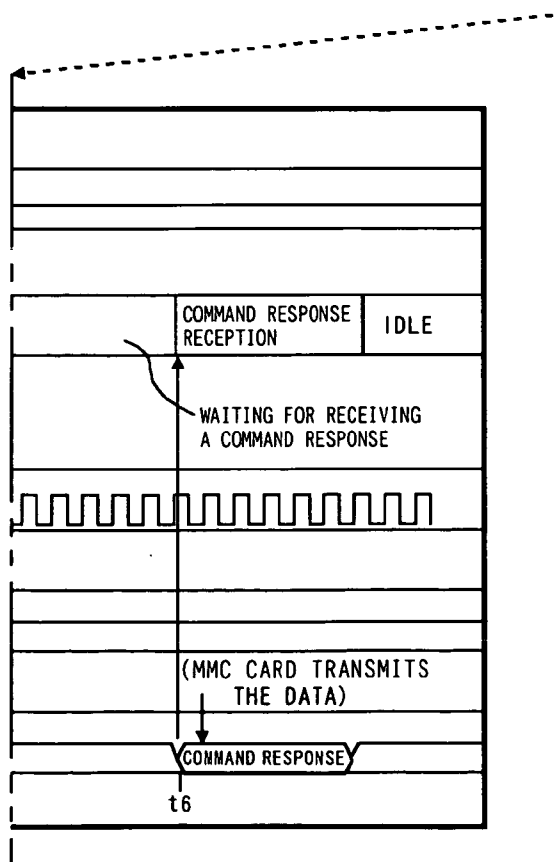 COMMAND RESPONSE
RECEPTION
IDLE
WAITING FOR RECEIVING
A COMMAND RESPONSE
(MMC CARD TRANSMITS
THE DATA)
COMMAND RESPONSE
t6